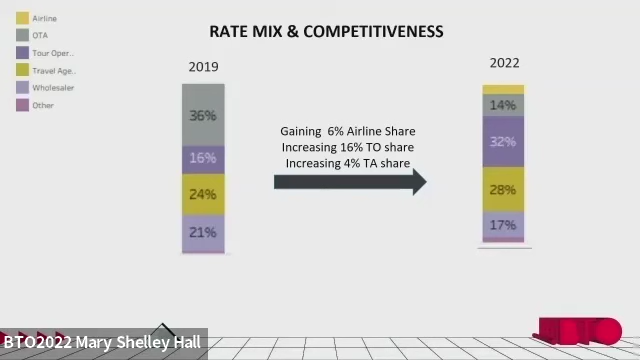 RATE MIX & COMPETITIVENESS
Airline
OTA
Tour Oper..
Travel Age..
Wholesaler
Other
2019
36%
16%
24%
21%
Gaining 6% Airline Share
Increasing 16% TO share
Increasing 4% TA share
2022
14%
32%
28%
17%
BTO2022 Mary Shelley Hall
BTO